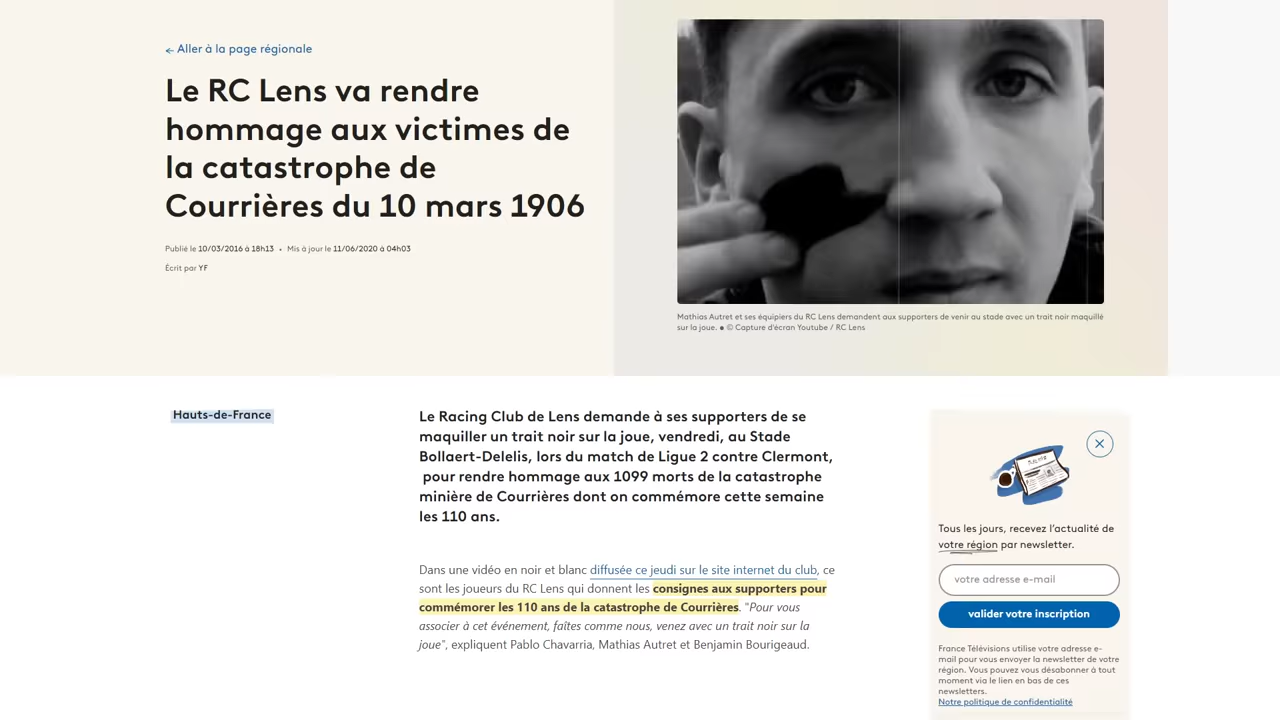 ← Aller à la page régionale
Le RC Lens va rendre
hommage aux victimes de
la catastrophe de
Courrières du 10 mars 1906
Publié le 10/03/2016 à 18h13 • Mis à jour le 11/06/2020 à 04h03
Écrit par YF
Mathias Autret et ses équipiers du RC Lens demandent aux supporters de venir au stade avec un trait noir maquillé
sur la joue. • © Capture d'écran Youtube / RC Lens
Hauts-de-France
Le Racing Club de Lens demande à ses supporters de se
maquiller un trait noir sur la joue, vendredi, au Stade
Bollaert-Delelis, lors du match de Ligue 2 contre Clermont,
pour rendre hommage aux 1099 morts de la catastrophe
minière de Courrières dont on commémore cette semaine
les 110 ans.
Dans une vidéo en noir et blanc diffusée ce jeudi sur le site internet du club, ce
sont les joueurs du RC Lens qui donnent les consignes aux supporters pour
commémorer les 110 ans de la catastrophe de Courrières. "Pour vous
associer à cet événement, faîtes comme nous, venez avec un trait noir sur la
joue", expliquent Pablo Chavarria, Mathias Autret et Benjamin Bourigeaud.
Tous les jours, recevez l'actualité de
votre région par newsletter.
votre adresse e-mail
valider votre inscription
France Télévisions utilise votre adresse e-
mail pour vous envoyer la newsletter de votre
région. Vous pouvez vous désabonner à tout
moment via le lien en bas de ces
newsletters.
Notre politique de confidentialité